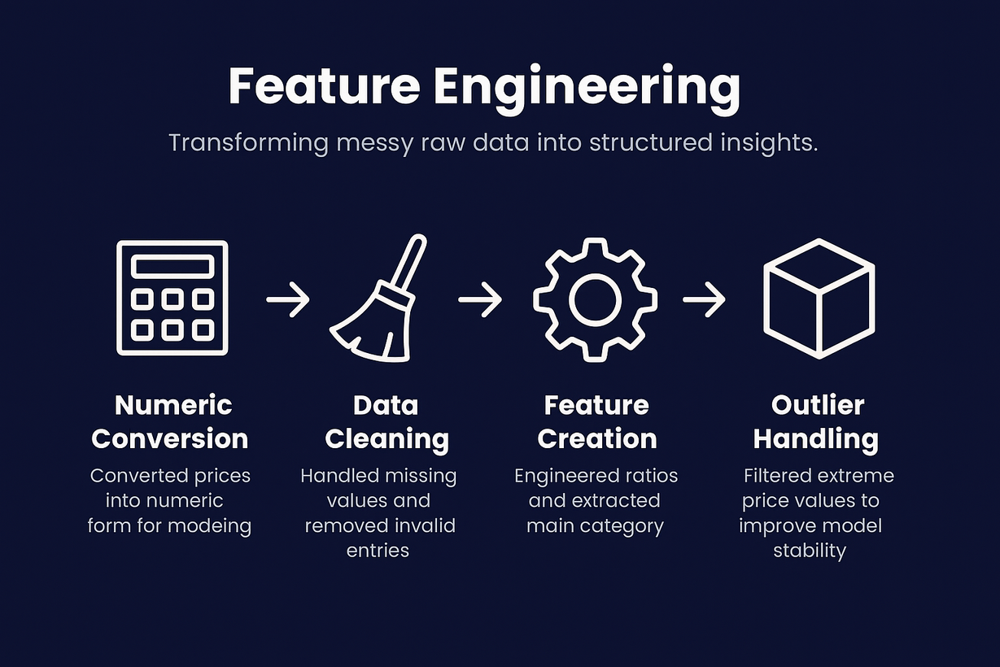 Feature Engineering
Transforming messy raw data into structured insights.
Numeric
Conversion
Converted prices
into numeric
form for modeing
Data
Cleaning
Handled missing
values and
removed invalid
entries
Feature
Creation
Engineered ratios
and extracted
main category
Outlier
Handling
Filtered extreme
price values to
improve model
stability